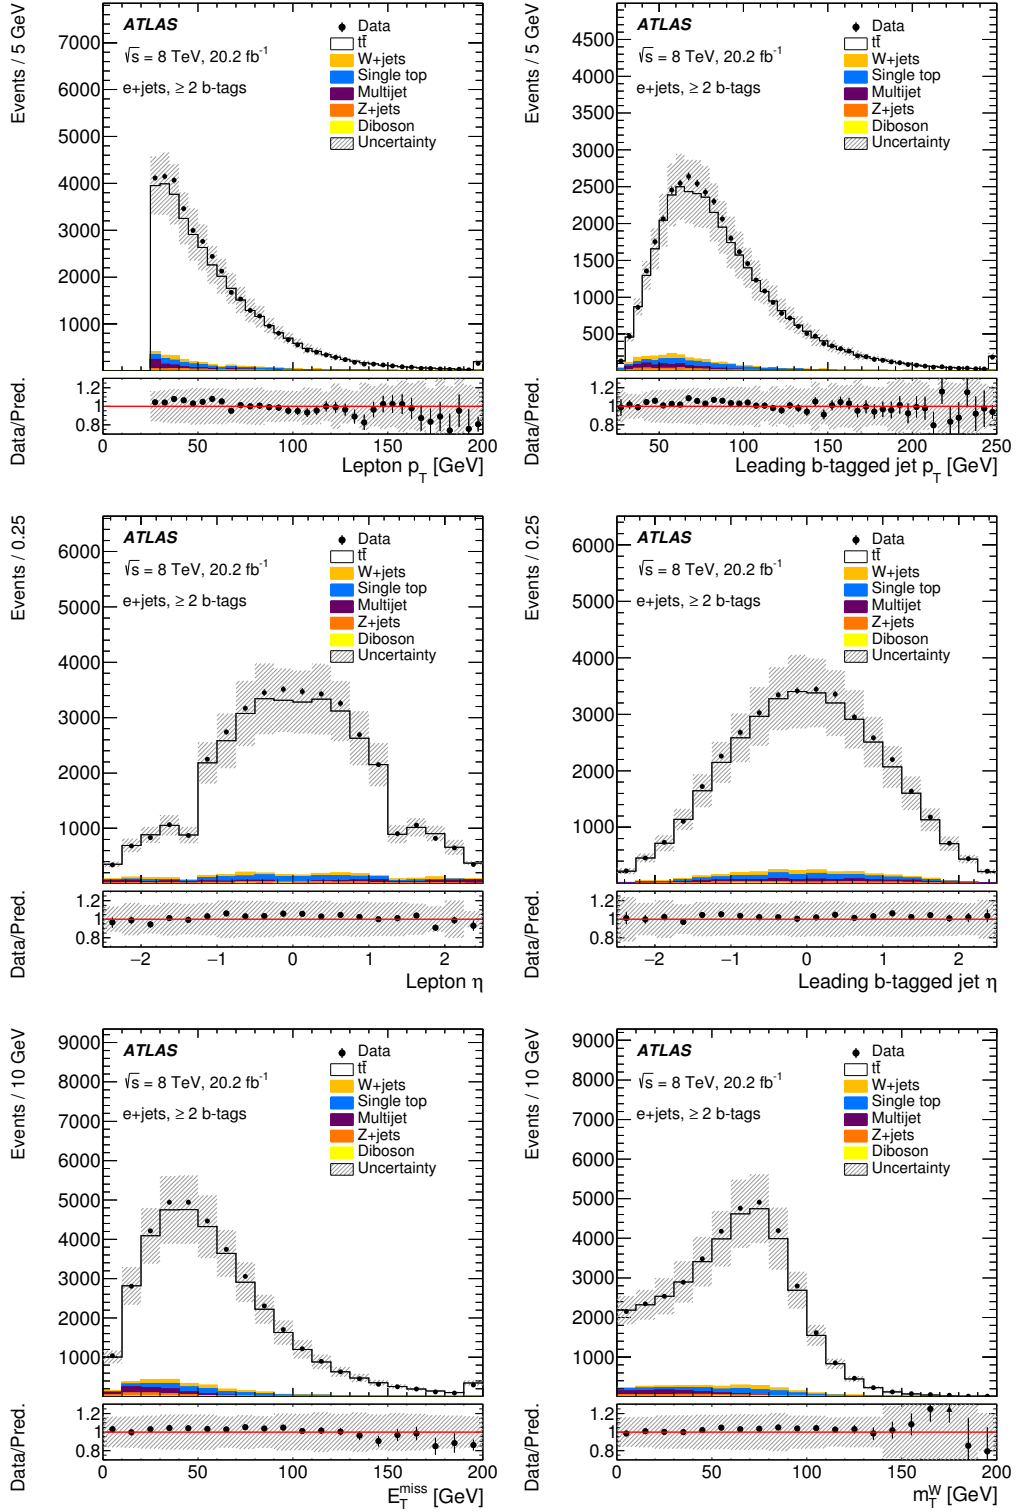 Events / 5 GeV
7000
6000
5000
4000
3000
2000
1000
ATLAS
√s = 8 TeV, 20.2 fb⁻¹
e+jets, ≥ 2 b-tags
Data
tt̄
W+jets
Single top
Multijet
Z+jets
Diboson
Uncertainty
Data/Pred.
1.2
1
0.8
0 50 100 150 200
Lepton p_T [GeV]
Events / 5 GeV
4500
4000
3500
3000
2500
2000
1500
1000
500
ATLAS
√s = 8 TeV, 20.2 fb⁻¹
e+jets, ≥ 2 b-tags
Data
tt̄
W+jets
Single top
Multijet
Z+jets
Diboson
Uncertainty
Data/Pred.
1.2
1
0.8
50 100 150 200 250
Leading b-tagged jet p_T [GeV]
Events / 0.25
6000
5000
4000
3000
2000
1000
ATLAS
√s = 8 TeV, 20.2 fb⁻¹
e+jets, ≥ 2 b-tags
Data
tt̄
W+jets
Single top
Multijet
Z+jets
Diboson
Uncertainty
Data/Pred.
1.2
1
0.8
−2 −1 0 1 2
Lepton η
Events / 0.25
6000
5000
4000
3000
2000
1000
ATLAS
√s = 8 TeV, 20.2 fb⁻¹
e+jets, ≥ 2 b-tags
Data
tt̄
W+jets
Single top
Multijet
Z+jets
Diboson
Uncertainty
Data/Pred.
1.2
1
0.8
−2 −1 0 1 2
Leading b-tagged jet η
Events / 10 GeV
9000
8000
7000
6000
5000
4000
3000
2000
1000
ATLAS
√s = 8 TeV, 20.2 fb⁻¹
e+jets, ≥ 2 b-tags
Data
tt̄
W+jets
Single top
Multijet
Z+jets
Diboson
Uncertainty
Data/Pred.
1.2
1
0.8
0 50 100 150 200
E_T^miss [GeV]
Events / 10 GeV
9000
8000
7000
6000
5000
4000
3000
2000
1000
ATLAS
√s = 8 TeV, 20.2 fb⁻¹
e+jets, ≥ 2 b-tags
Data
tt̄
W+jets
Single top
Multijet
Z+jets
Diboson
Uncertainty
Data/Pred.
1.2
1
0.8
0 50 100 150 200
m_T^W [GeV]